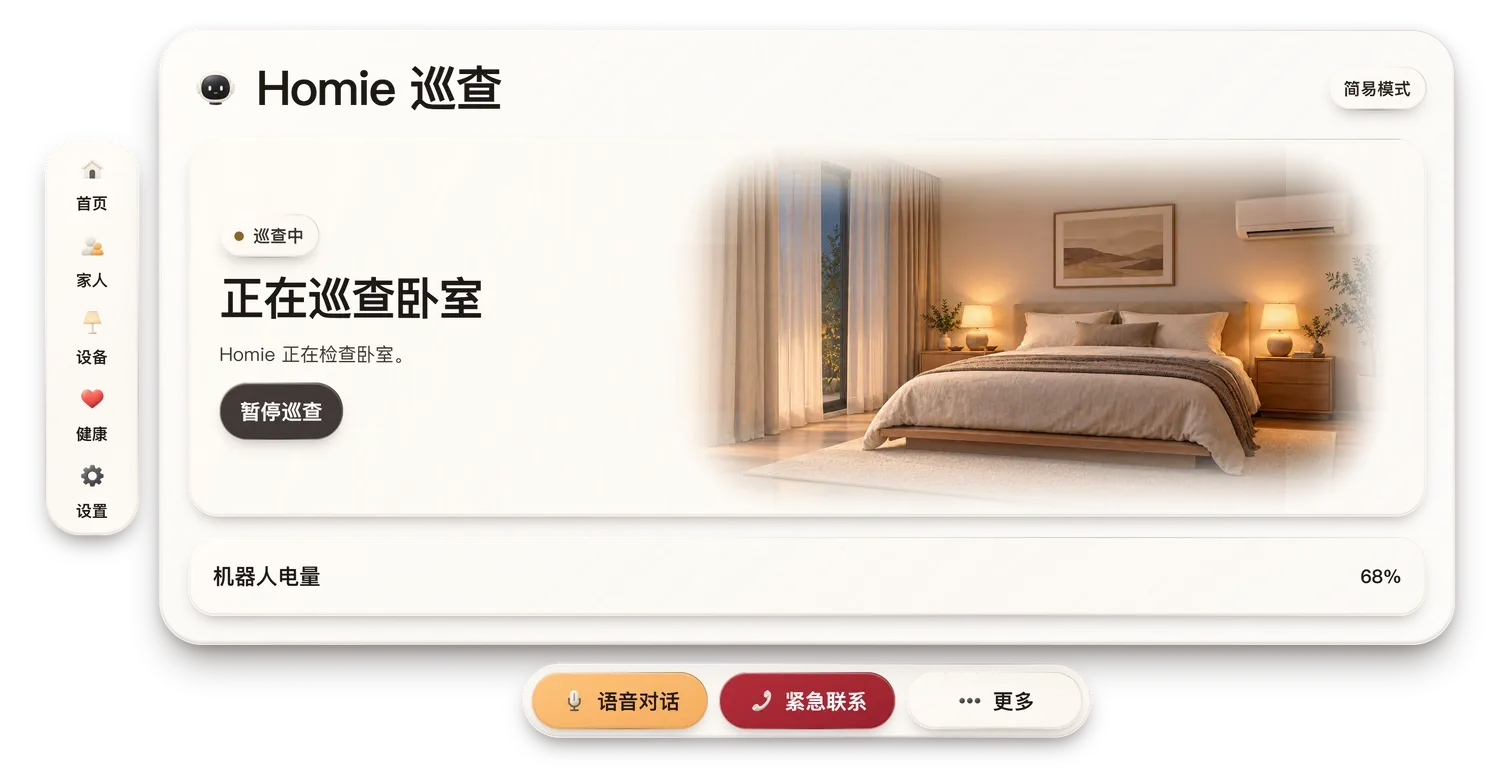 Homie 巡查
简易模式
首页
家人
设备
健康
设置
巡查中
正在巡查卧室
Homie 正在检查卧室。
暂停巡查
机器人电量
68%
语音对话
紧急联系
更多